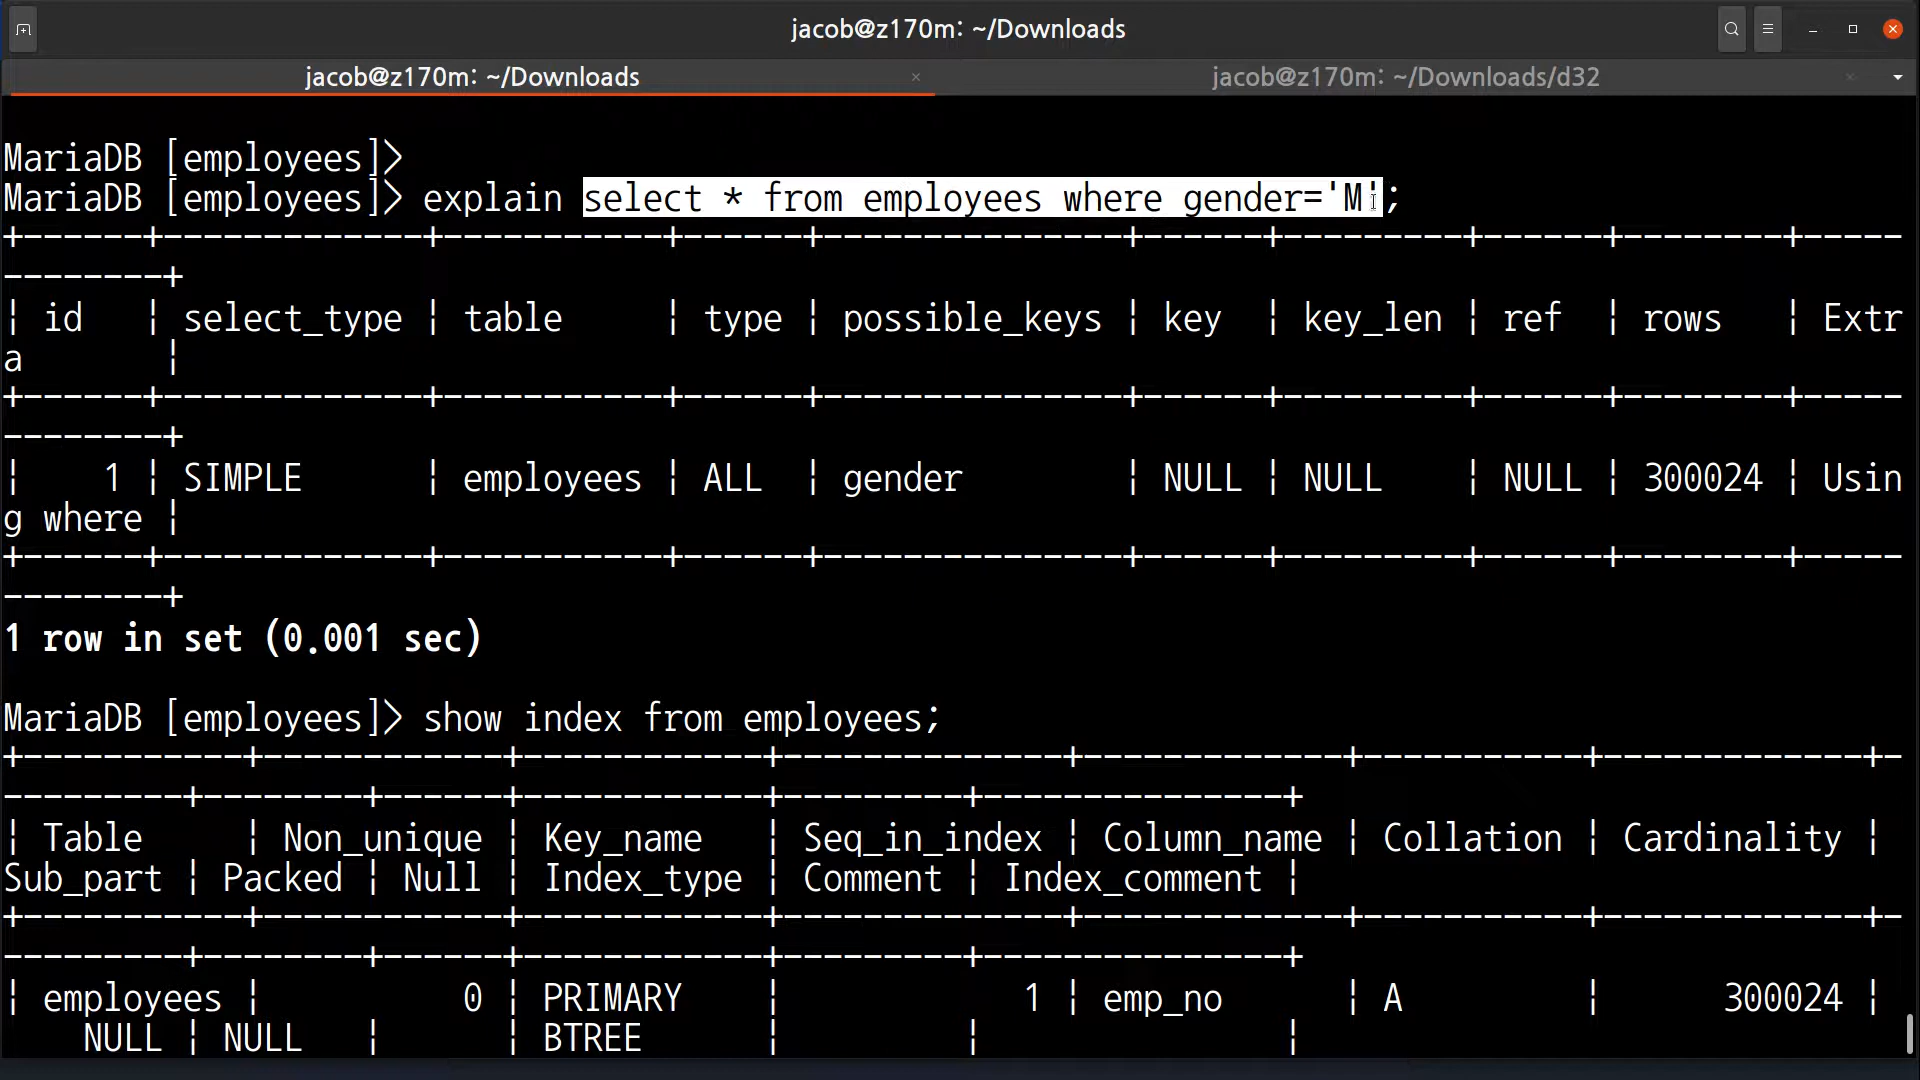 jacob@z170m: ~/Downloads
jacob@z170m: ~/Downloads × jacob@z170m: ~/Downloads/d32 ×
MariaDB [employees]>
MariaDB [employees]> explain select * from employees where gender='M';
+------+-------------+-----------+------+---------------+------+---------+------+--------+-----
--------+
| id   | select_type | table     | type | possible_keys | key  | key_len | ref  | rows   | Extr
a       |
+------+-------------+-----------+------+---------------+------+---------+------+--------+-----
--------+
|    1 | SIMPLE      | employees | ALL  | gender        | NULL | NULL    | NULL | 300024 | Usin
g where |
+------+-------------+-----------+------+---------------+------+---------+------+--------+-----
--------+
1 row in set (0.001 sec)
MariaDB [employees]> show index from employees;
+-----------+------------+------------+--------------+-------------+-----------+-------------+-
---------+--------+------+------------+---------+---------------+
| Table     | Non_unique | Key_name   | Seq_in_index | Column_name | Collation | Cardinality |
Sub_part | Packed | Null | Index_type | Comment | Index_comment |
+-----------+------------+------------+--------------+-------------+-----------+-------------+-
---------+--------+------+------------+---------+---------------+
| employees |          0 | PRIMARY    |            1 | emp_no      | A         |      300024 |
    NULL | NULL   |      | BTREE      |         |               |